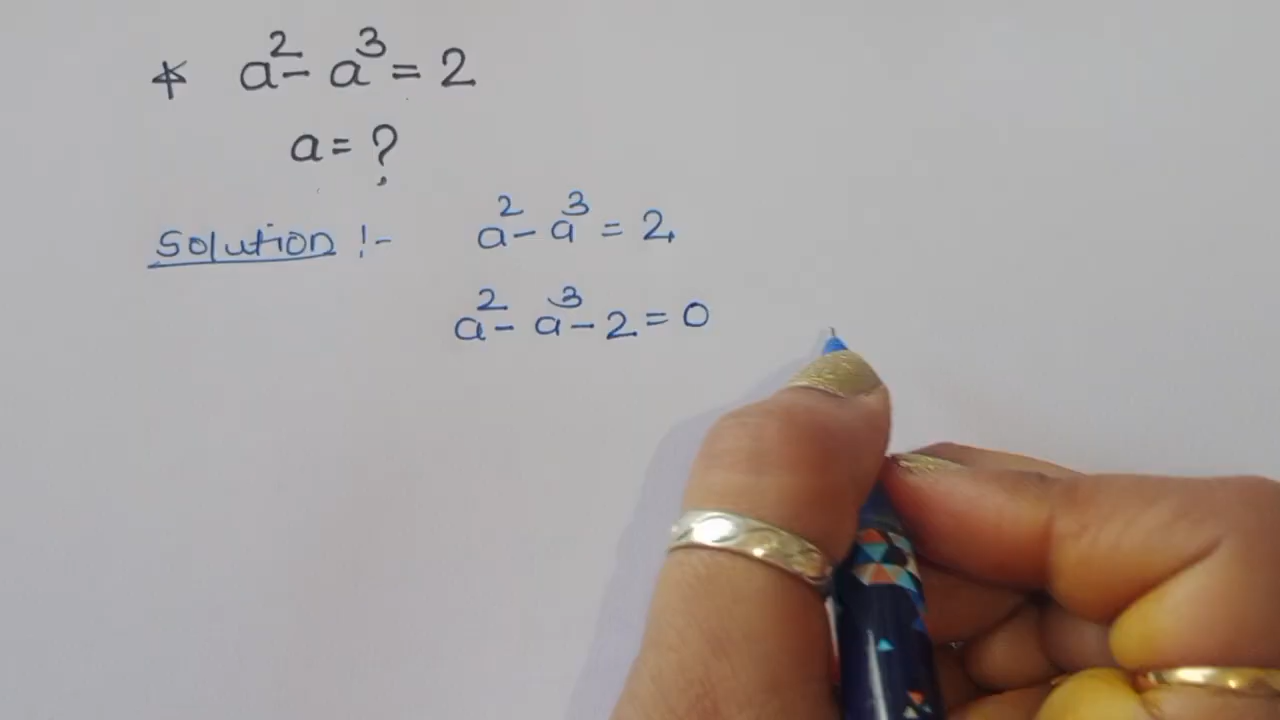 * a² - a³ = 2
a = ?
Solution :- a² - a³ = 2
a² - a³ - 2 = 0